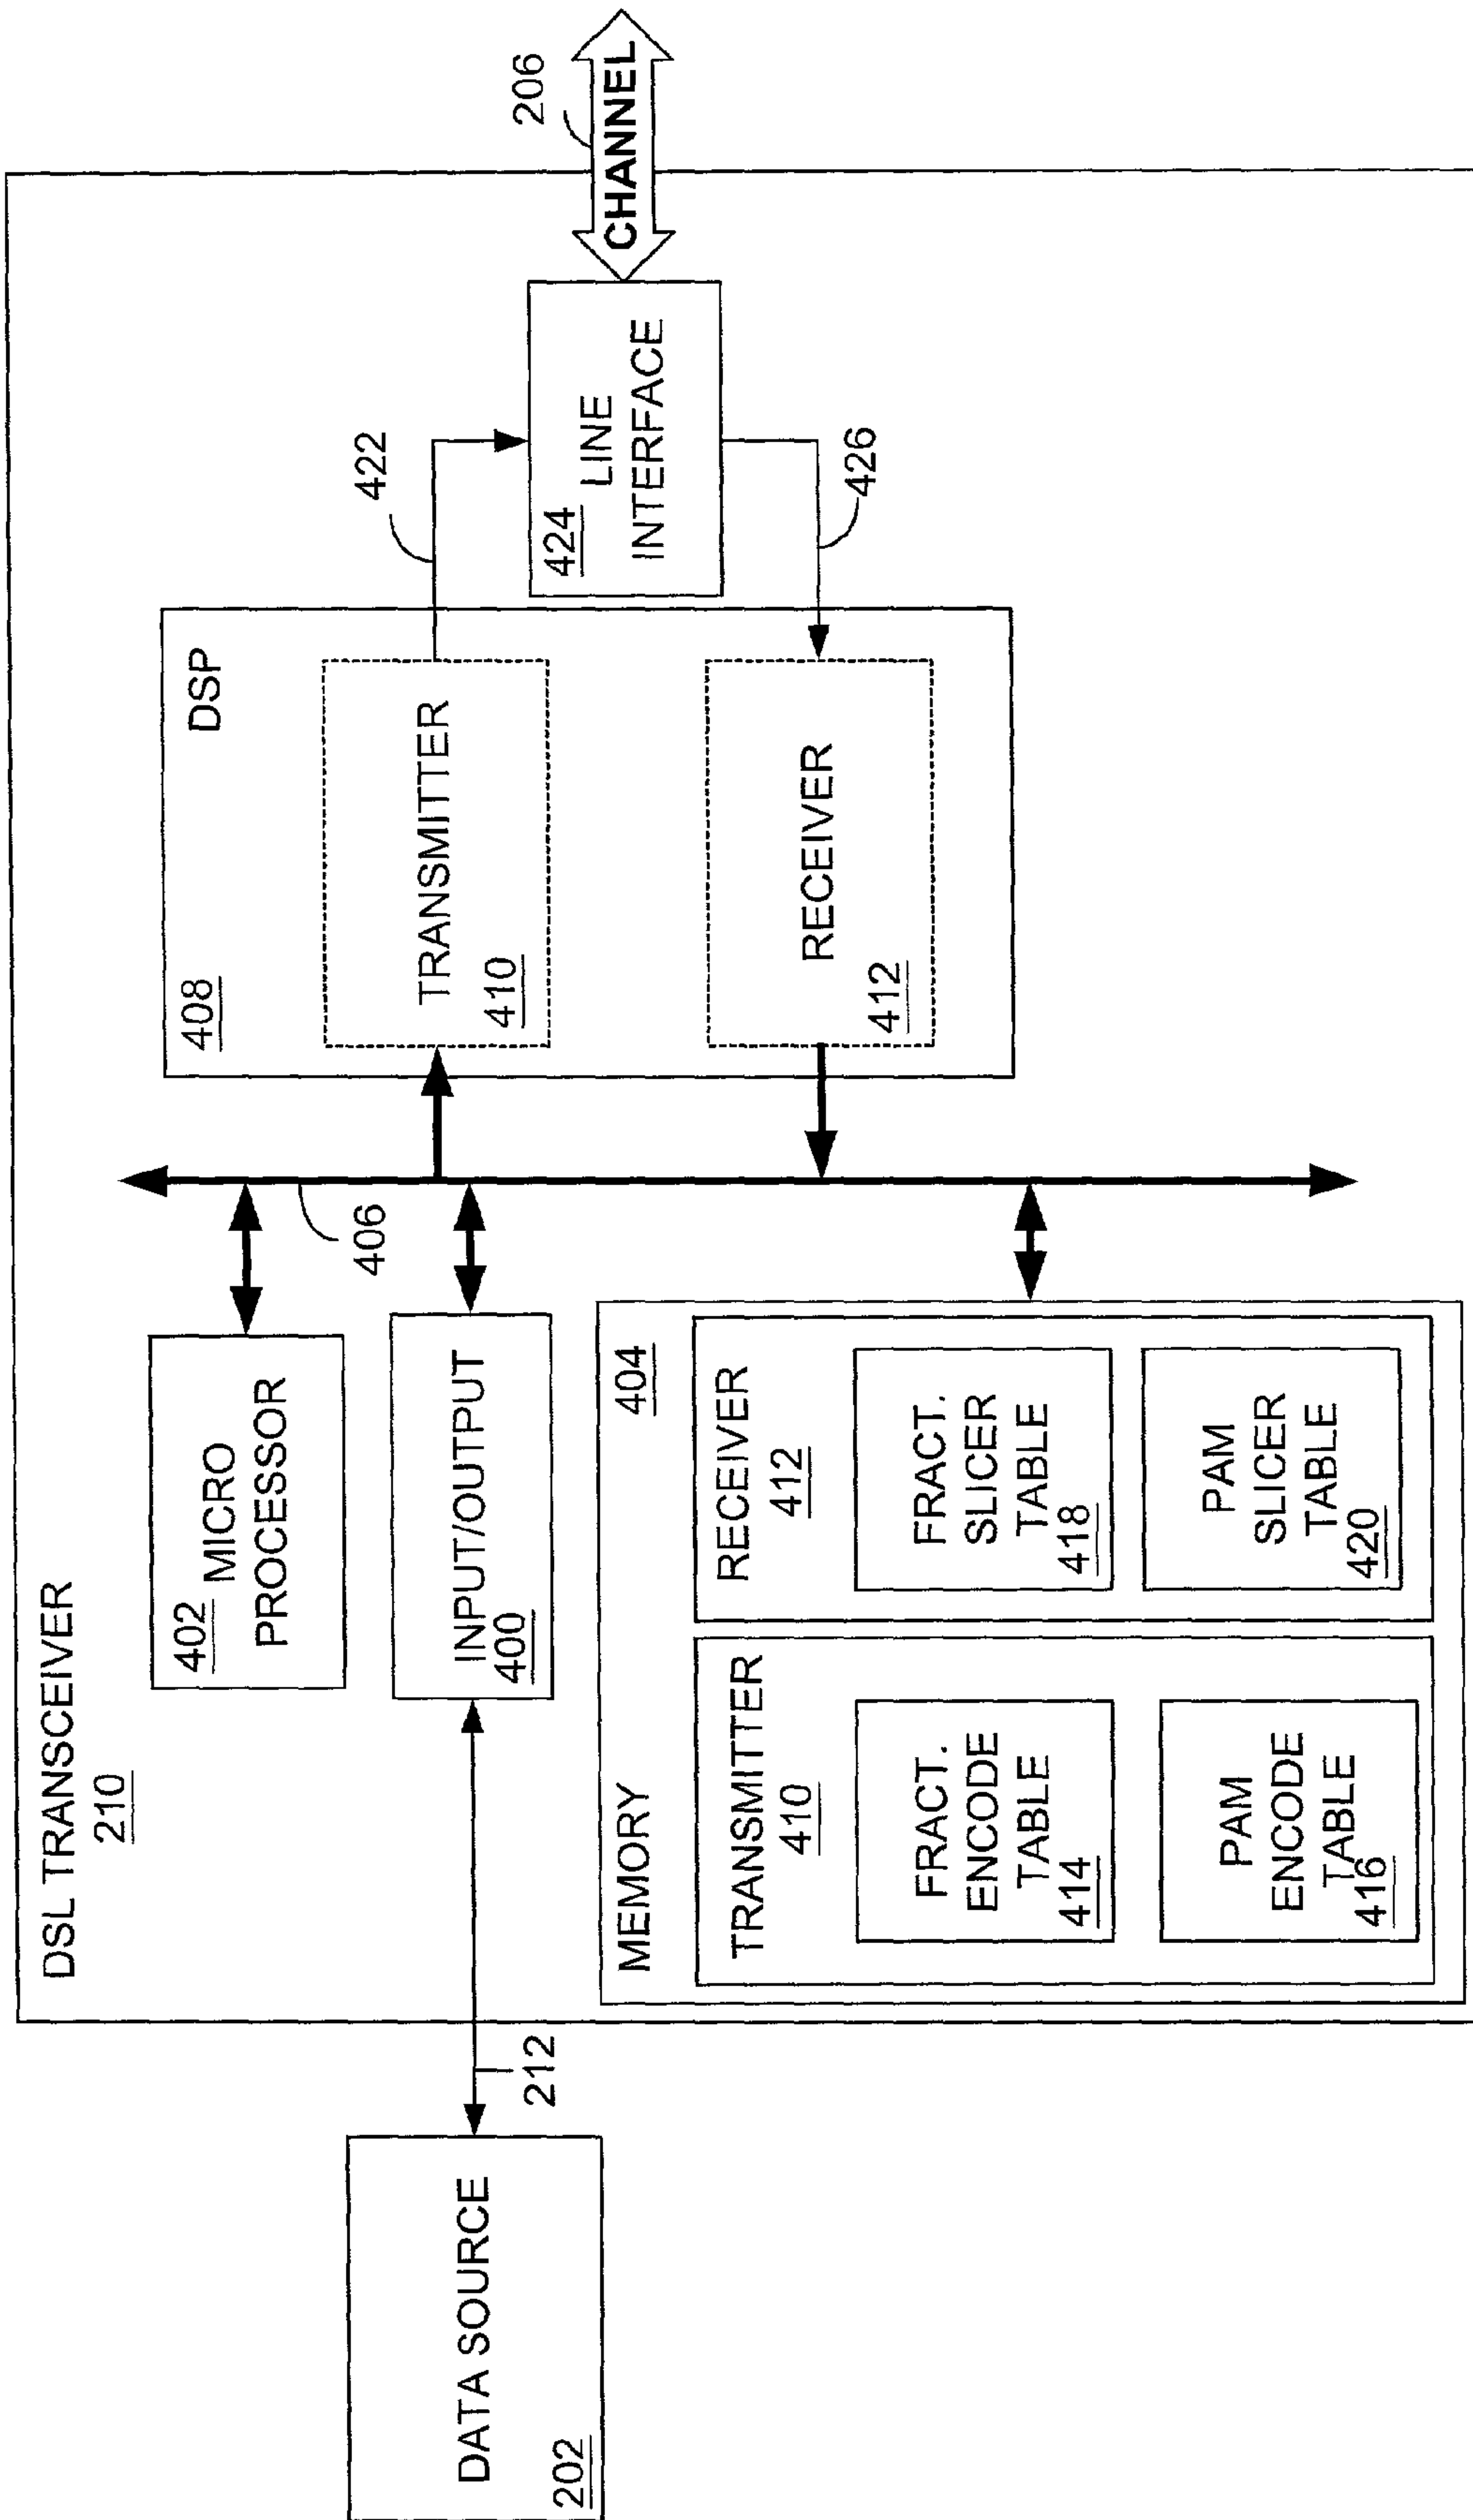 DSL TRANSCEIVER
210
402 MICRO
PROCESSOR
406
408
DSP
TRANSMITTER
410
422
206
CHANNEL
424 LINE
INTERFACE
426
RECEIVER
412
DATA SOURCE
202
212
INPUT/OUTPUT
400
MEMORY
404
TRANSMITTER
410
FRACT.
ENCODE
TABLE
414
PAM
ENCODE
TABLE
416
RECEIVER
412
FRACT.
SLICER
TABLE
418
PAM
SLICER
TABLE
420